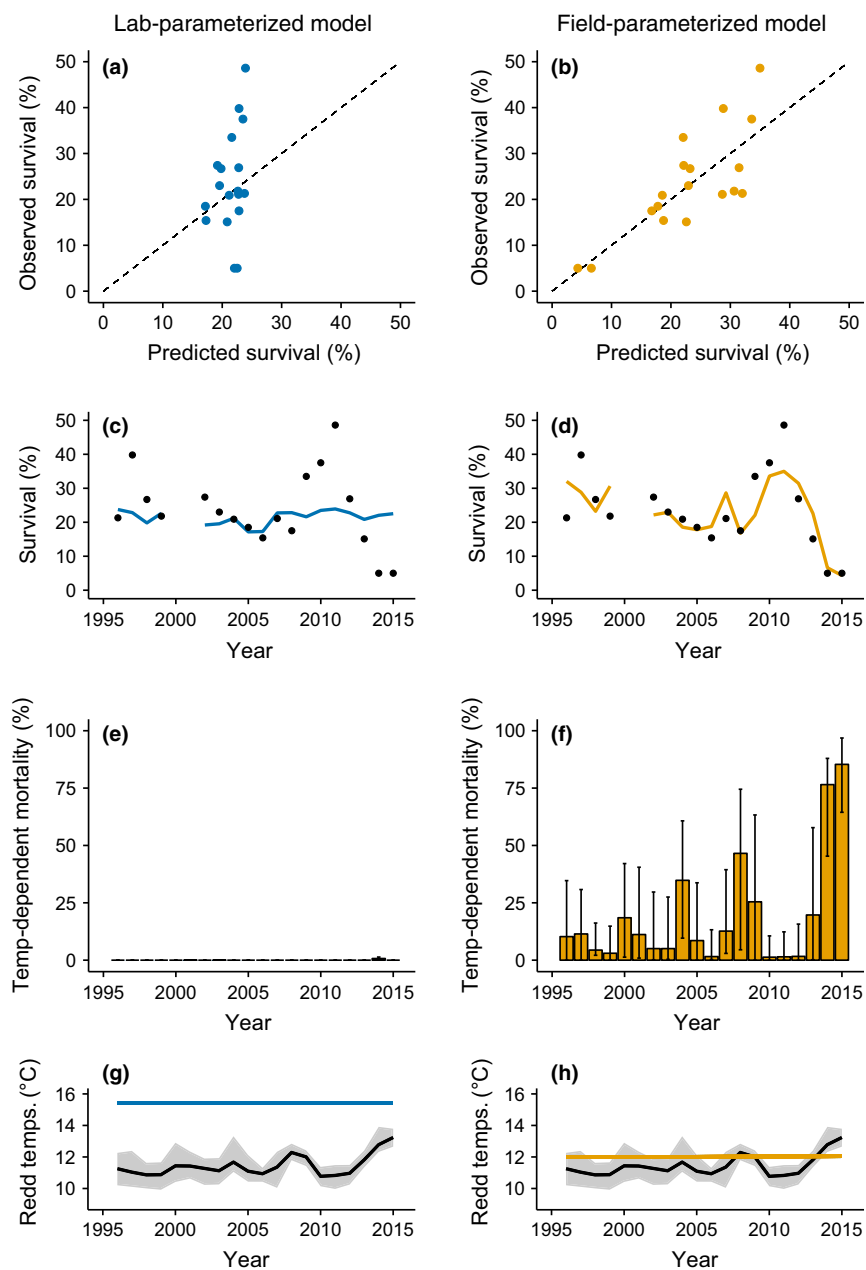 Lab-parameterized model
Field-parameterized model
(a)
Observed survival (%)
50
40
30
20
10
0
0 10 20 30 40 50
Predicted survival (%)
(b)
Observed survival (%)
50
40
30
20
10
0
0 10 20 30 40 50
Predicted survival (%)
(c)
Survival (%)
50
40
30
20
10
0
1995 2000 2005 2010 2015
Year
(d)
Survival (%)
50
40
30
20
10
0
1995 2000 2005 2010 2015
Year
(e)
Temp-dependent mortality (%)
100
75
50
25
0
1995 2000 2005 2010 2015
Year
(f)
Temp-dependent mortality (%)
100
75
50
25
0
1995 2000 2005 2010 2015
Year
(g)
Redd temps. (°C)
16
14
12
10
1995 2000 2005 2010 2015
Year
(h)
Redd temps. (°C)
16
14
12
10
1995 2000 2005 2010 2015
Year